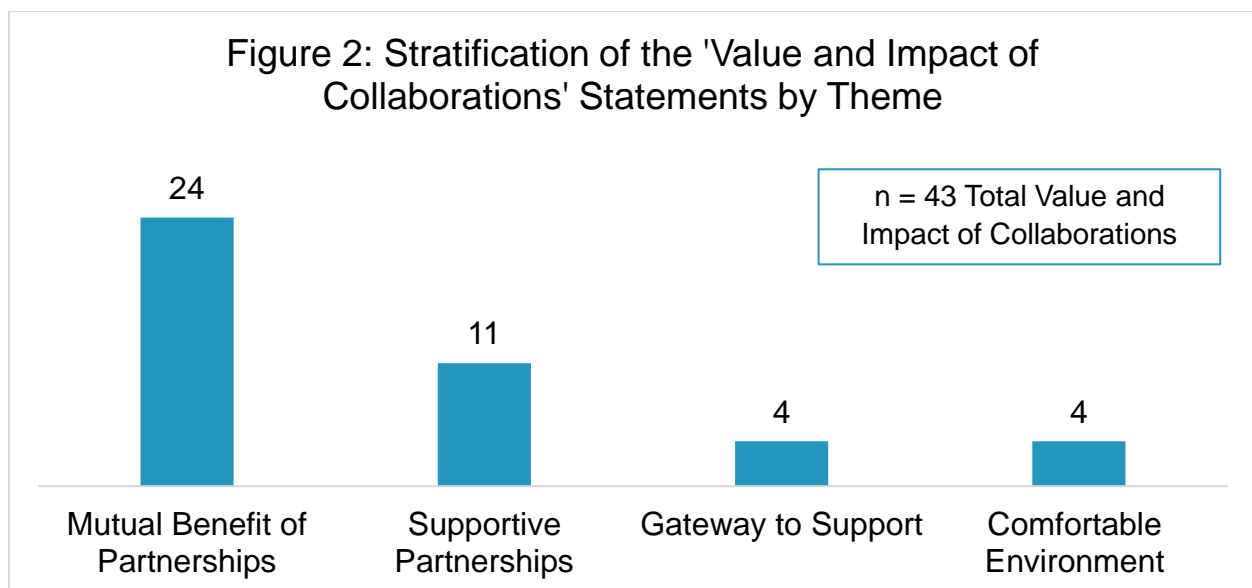 Figure 2: Stratification of the 'Value and Impact of
Collaborations' Statements by Theme
n = 43 Total Value and
Impact of Collaborations
24
11
4
4
Mutual Benefit of
Partnerships
Supportive
Partnerships
Gateway to Support
Comfortable
Environment